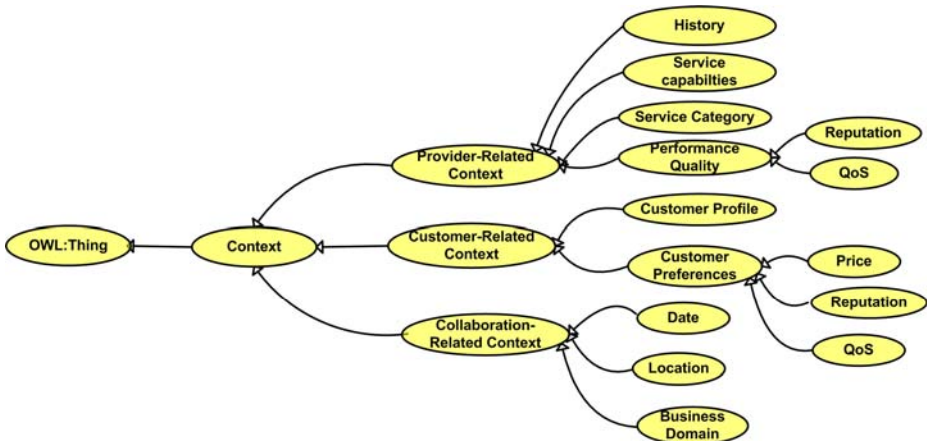 History
Service
capabilties
Service Category
Performance
Quality
Reputation
QoS
Provider-Related
Context
Customer Profile
Customer-Related
Context
Customer
Preferences
Price
Reputation
QoS
OWL:Thing
Context
Collaboration-
Related Context
Date
Location
Business
Domain